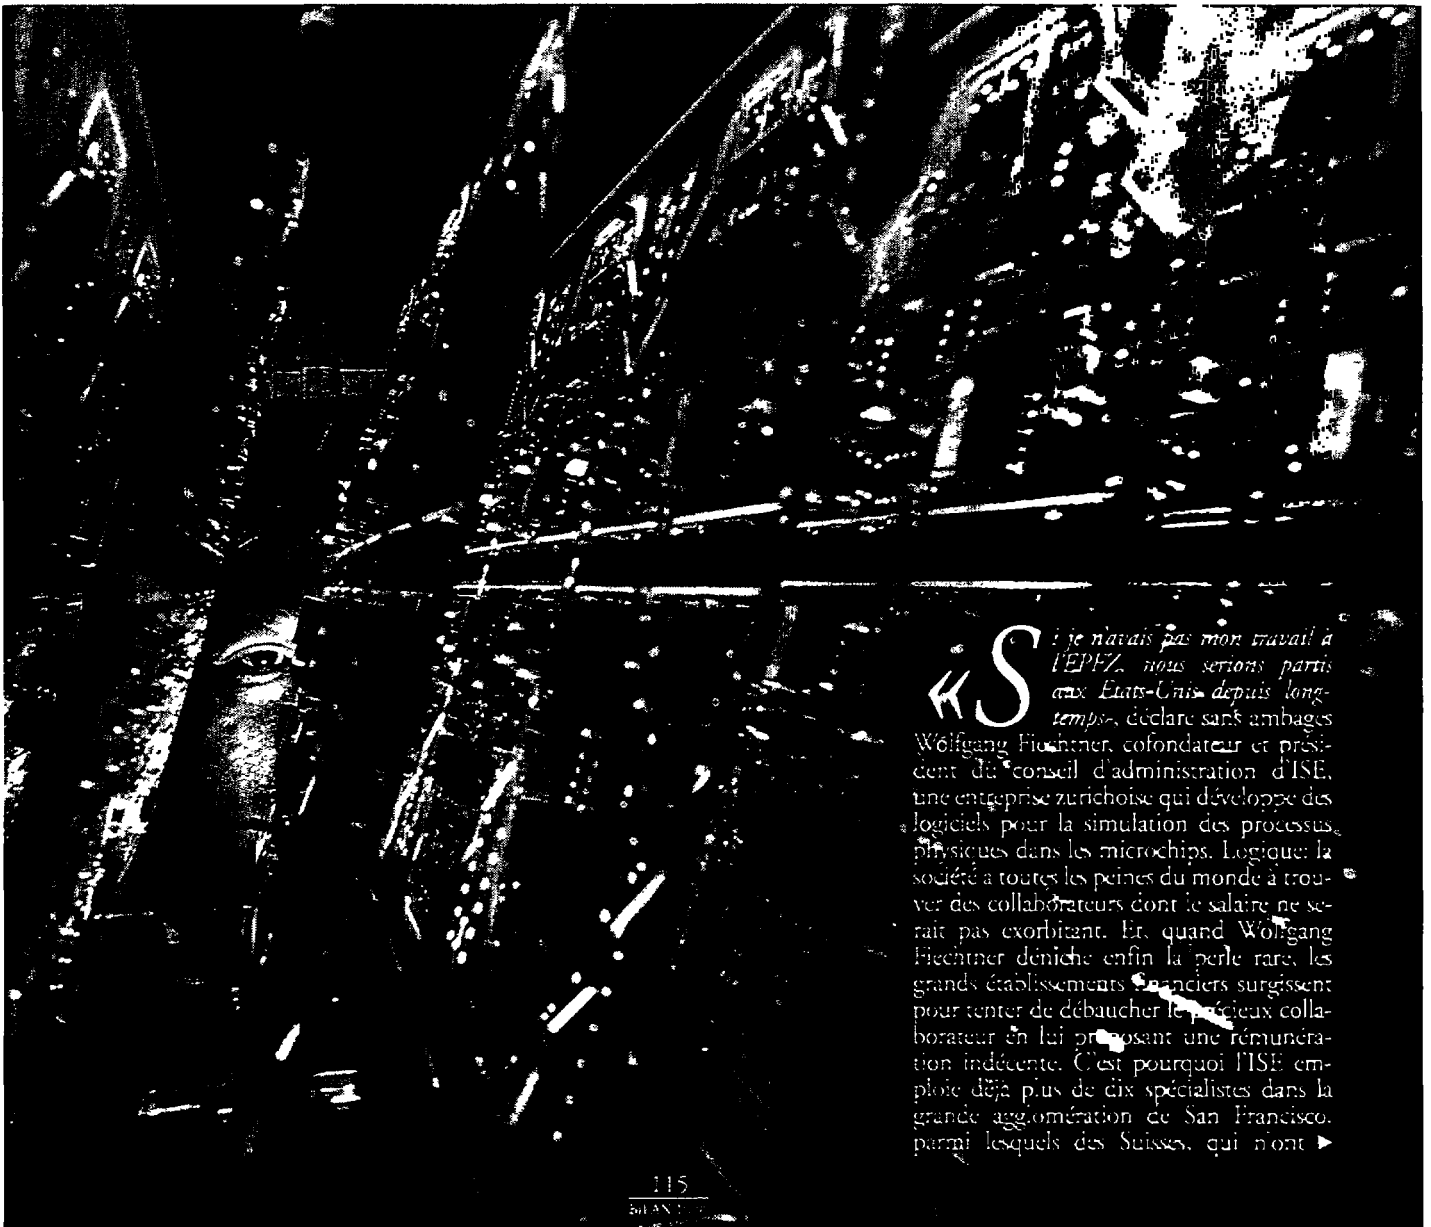 «Si je n'avais pas mon travail à
l'EPFZ, nous serions partis
aux Etats-Unis depuis long-
temps», déclare sans ambages
Wolfgang Fiechtner, cofondateur et prési-
dent du conseil d'administration d'ISE,
une entreprise zurichoise qui développe des
logiciels pour la simulation des processus
physiques dans les microchips. Logique: la
société a toutes les peines du monde à trou-
ver des collaborateurs dont le salaire ne se-
rait pas exorbitant. Et, quand Wolfgang
Fiechtner déniche enfin la perle rare, les
grands établissements financiers surgissent
pour tenter de débaucher le précieux colla-
borateur en lui proposant une rémunéra-
tion indécente. C'est pourquoi l'ISE em-
ploie déjà plus de dix spécialistes dans la
grande agglomération de San Francisco,
parmi lesquels des Suisses, qui n'ont ►
115
BILAN